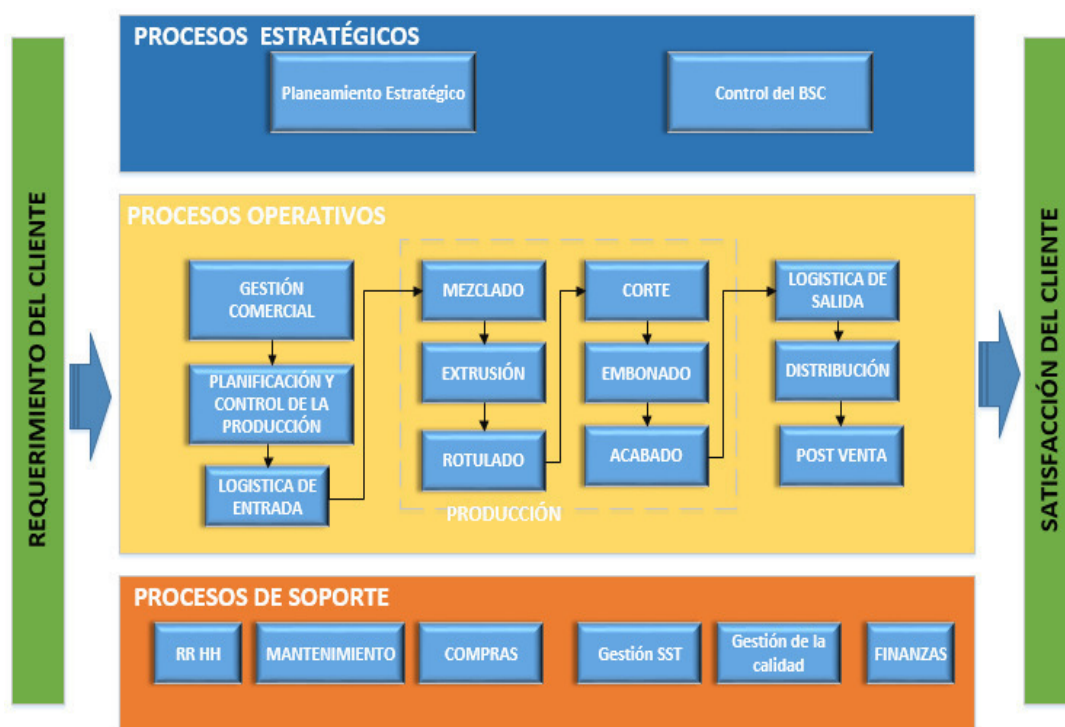 REQUERIMIENTO DEL CLIENTE
PROCESOS ESTRATÉGICOS
Planeamiento Estratégico
Control del BSC
PROCESOS OPERATIVOS
GESTIÓN
COMERCIAL
PLANIFICACIÓN Y
CONTROL DE LA
PRODUCCIÓN
LOGISTICA DE
ENTRADA
MEZCLADO
EXTRUSIÓN
ROTULADO
CORTE
EMBONADO
ACABADO
PRODUCCIÓN
LOGISTICA DE
SALIDA
DISTRIBUCIÓN
POST VENTA
PROCESOS DE SOPORTE
RR HH
MANTENIMIENTO
COMPRAS
Gestión SST
Gestión de la
calidad
FINANZAS
SATISFACCIÓN DEL CLIENTE